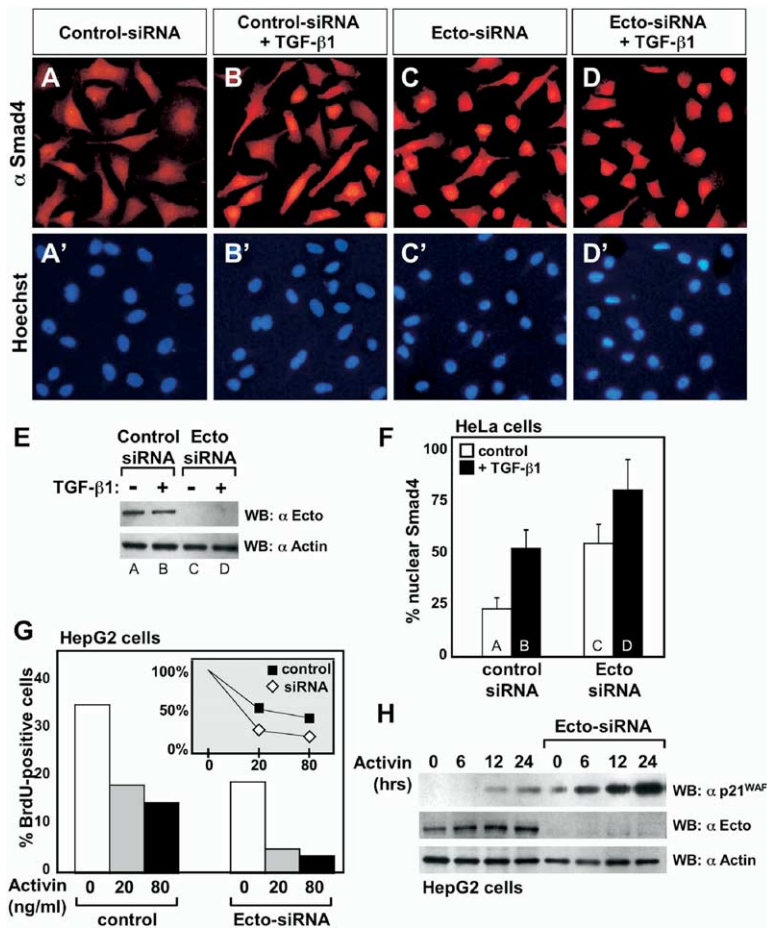 Control-siRNA
Control-siRNA
+ TGF-β1
Ecto-siRNA
Ecto-siRNA
+ TGF-β1
α Smad4
A
B
C
D
Hoechst
A'
B'
C'
D'
E
Control
siRNA
Ecto
siRNA
TGF-β1: - + - +
WB: α Ecto
WB: α Actin
A B C D
F
HeLa cells
control
+ TGF-β1
% nuclear Smad4
100
75
50
25
0
A
B
C
D
control
siRNA
Ecto
siRNA
G
HepG2 cells
% BrdU-positive cells
40
30
20
10
0
100%
50%
0%
control
siRNA
0 20 80
Activin
(ng/ml)
0 20 80 0 20 80
control
Ecto-siRNA
H
Ecto-siRNA
Activin
(hrs)
0 6 12 24 0 6 12 24
WB: α p21WAF
WB: α Ecto
WB: α Actin
HepG2 cells